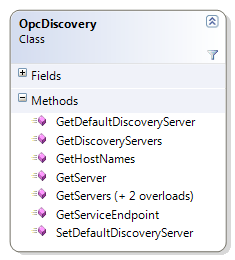 OpcDiscovery
Class
Fields
Methods
GetDefaultDiscoveryServer
GetDiscoveryServers
GetHostNames
GetServer
GetServers (+ 2 overloads)
GetServiceEndpoint
SetDefaultDiscoveryServer